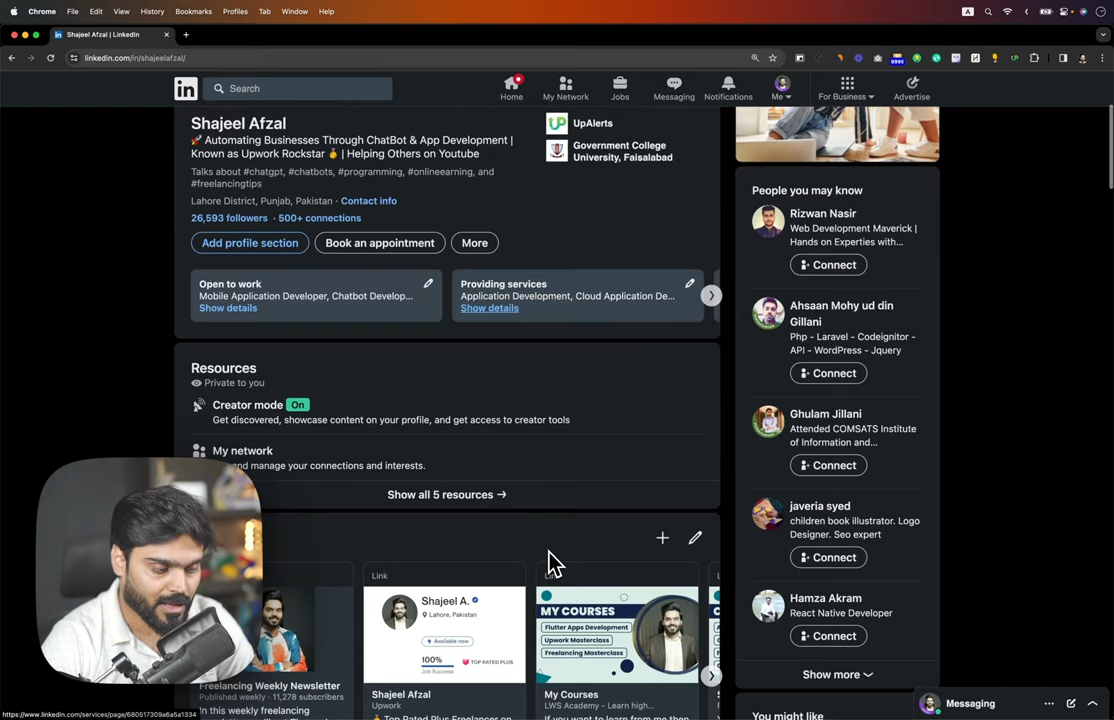 Chrome File Edit View History Bookmarks Profiles Tab Window Help
Shajeel Afzal | LinkedIn
linkedin.com/in/shajeelafzal/
in
Search
Home
My Network
Jobs
Messaging
Notifications
Me
For Business
Advertise
Shajeel Afzal
🚀 Automating Businesses Through ChatBot & App Development |
Known as Upwork Rockstar 🥇 | Helping Others on Youtube
Talks about #chatgpt, #chatbots, #programming, #onlineearning, and
#freelancingtips
Lahore District, Punjab, Pakistan · Contact info
26,593 followers · 500+ connections
UpAlerts
Government College
University, Faisalabad
Add profile section
Book an appointment
More
Open to work
Mobile Application Developer, Chatbot Develop...
Show details
Providing services
Application Development, Cloud Application De...
Show details
Resources
Private to you
Creator mode On
Get discovered, showcase content on your profile, and get access to creator tools
My network
and manage your connections and interests.
Show all 5 resources →
Freelancing Weekly Newsletter
Published weekly · 11,278 subscribers
In this weekly freelancing
Link
Shajeel A.
Lahore, Pakistan
Available now
100%
Job Success
TOP RATED PLUS
Shajeel Afzal
Upwork
MY COURSES
Flutter Apps Development
Upwork Masterclass
Freelancing Masterclass
My Courses
LWS Academy - Learn high...
If you want to learn from me then
People you may know
Rizwan Nasir
Web Development Maverick |
Hands on Experties with...
Connect
Ahsaan Mohy ud din
Gillani
Php - Laravel - Codeignitor -
API - WordPress - Jquery
Connect
Ghulam Jillani
Attended COMSATS Institute
of Information and...
Connect
javeria syed
children book illustrator. Logo
Designer. Seo expert
Connect
Hamza Akram
React Native Developer
Connect
Show more
You might like
Messaging
https://www.linkedin.com/services/page/680517309a6a5a1334